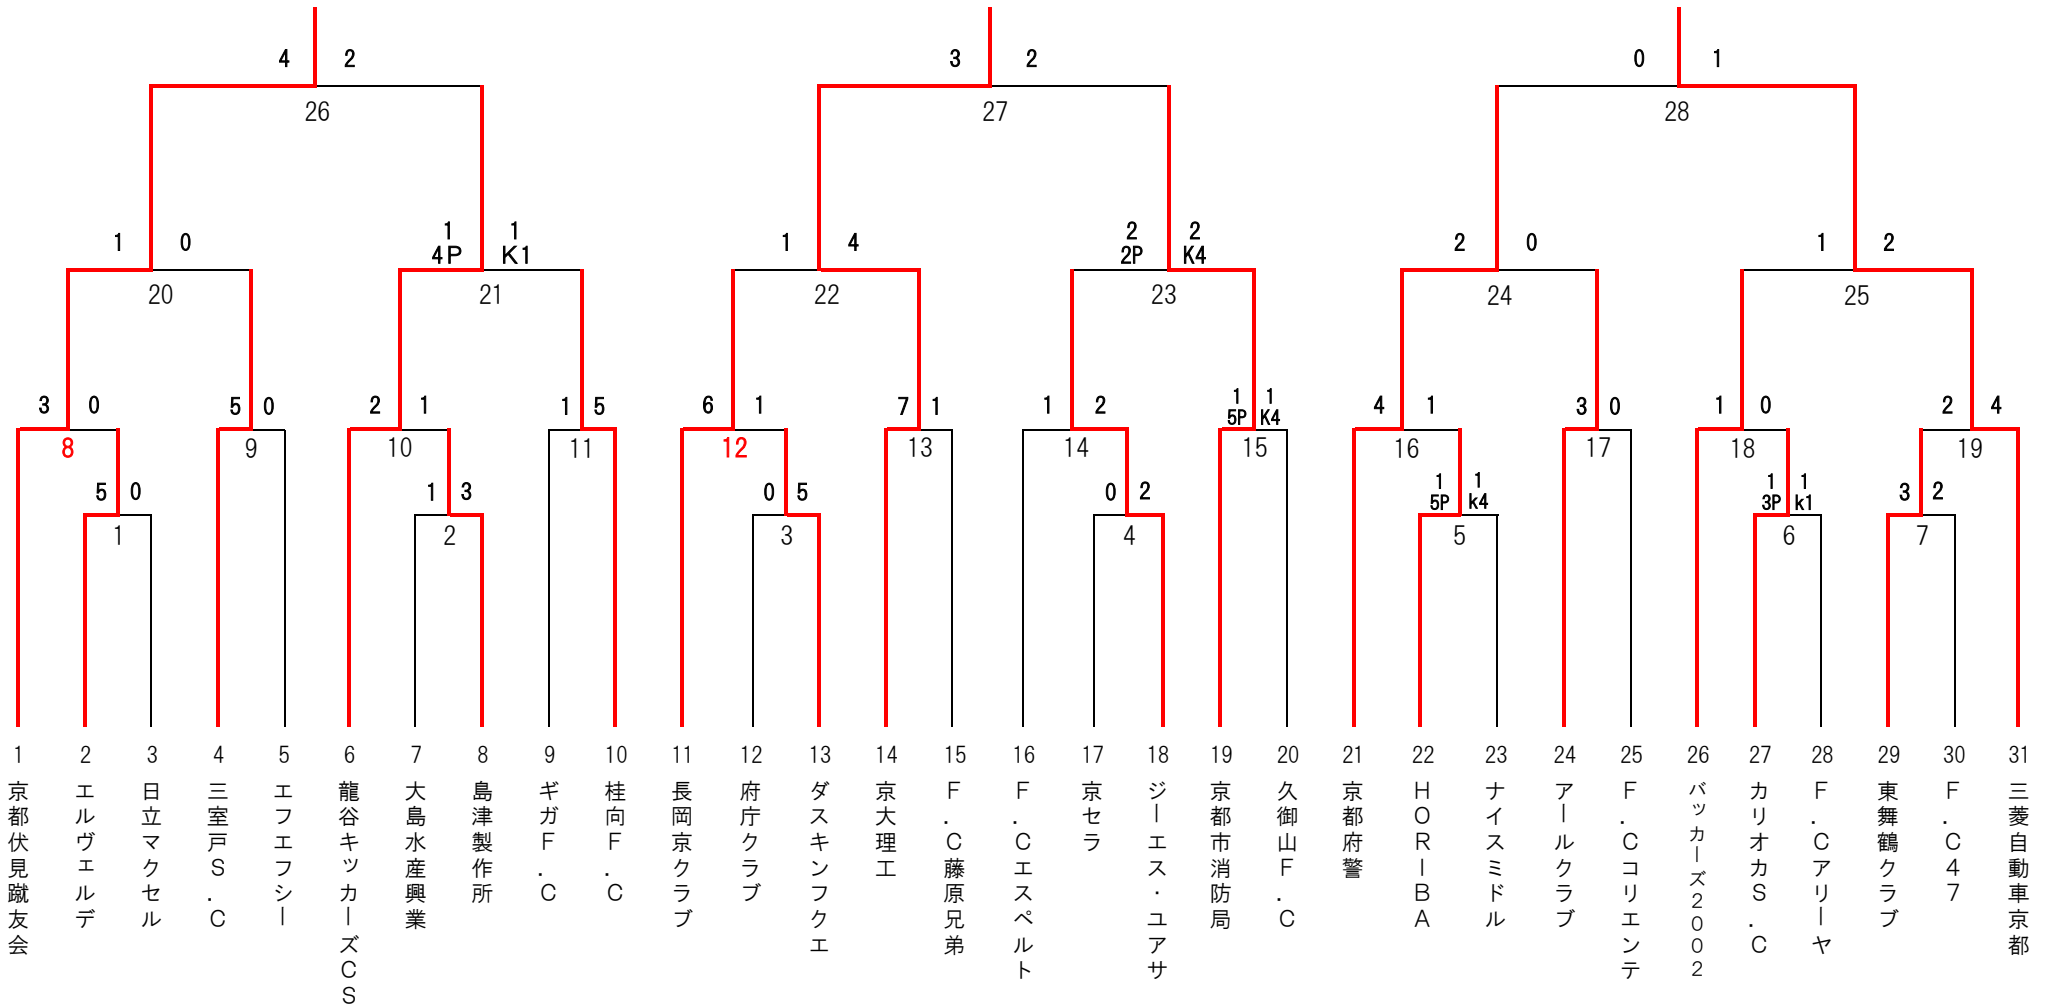 4 2 3 2 0 1
26 27 28
1 1 2 2
1 0 4P K1 1 4 2P K4 2 0 1 2
20 21 22 23 24 25
1 1
3 0 5 0 2 1 1 5 6 1 7 1 1 2 5P K4 4 1 3 0 1 0 2 4
8 9 10 11 12 13 14 15 16 17 18 19
1 1 1 1
5 0 1 3 0 5 0 2 5P k4 3P k1 3 2
1 2 3 4 5 6 7
1 京都伏見蹴友会
2 エルヴェルデ
3 日立マクセル
4 三室戸S.C
5 エフエフシー
6 龍谷キッカーズCS
7 大島水産興業
8 島津製作所
9 ギガF.C
10 桂向F.C
11 長岡京クラブ
12 府庁クラブ
13 ダスキンフクエ
14 京大理工
15 F.C藤原兄弟
16 F.Cエスペルト
17 京セラ
18 ジーエス・ユアサ
19 京都市消防局
20 久御山F.C
21 京都府警
22 HORIBA
23 ナイスミドル
24 アールクラブ
25 F.Cコリエンテ
26 バッカーズ2002
27 カリオカS.C
28 F.Cアリーヤ
29 東舞鶴クラブ
30 F.C47
31 三菱自動車京都